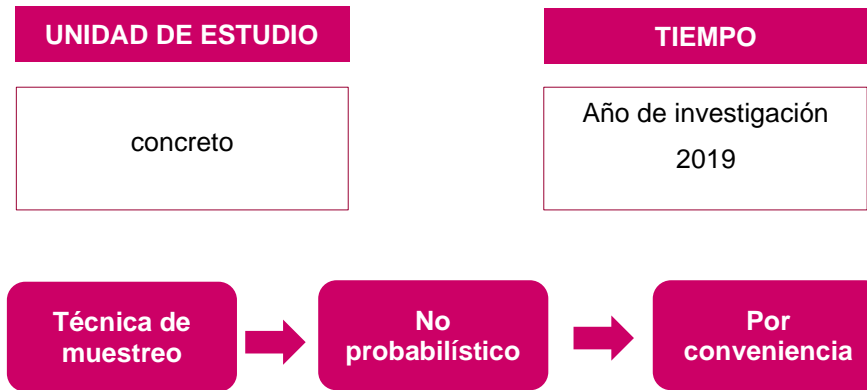 UNIDAD DE ESTUDIO
TIEMPO
concreto
Año de investigación
2019
Técnica de
muestreo
No
probabilístico
Por
conveniencia